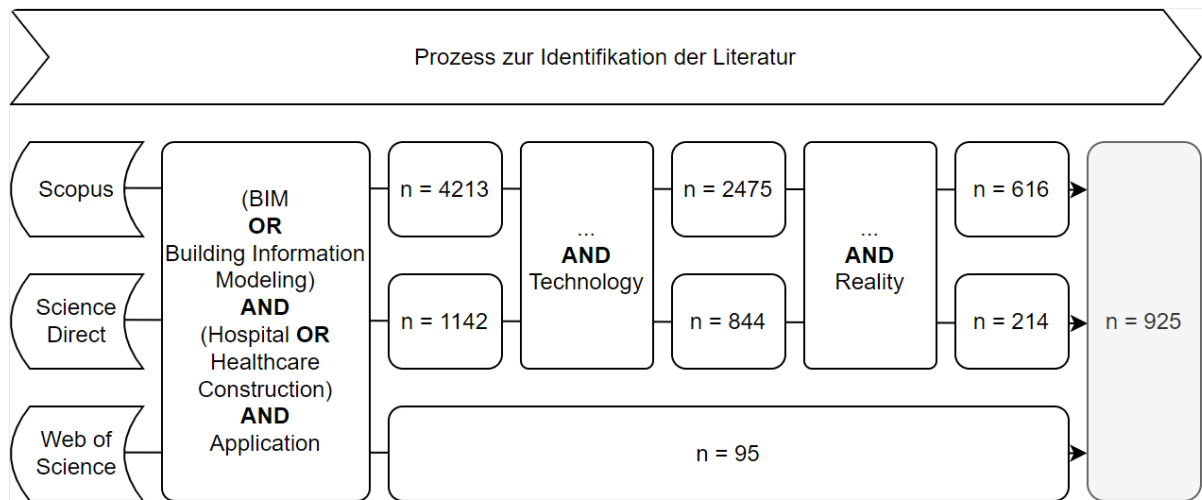 Prozess zur Identifikation der Literatur
Scopus
(BIM
OR
Building Information
Modeling)
AND
(Hospital OR
Healthcare
Construction)
AND
Application
n = 4213
...
AND
Technology
n = 2475
...
AND
Reality
n = 616
Science
Direct
n = 1142
n = 844
n = 214
n = 925
Web of
Science
n = 95